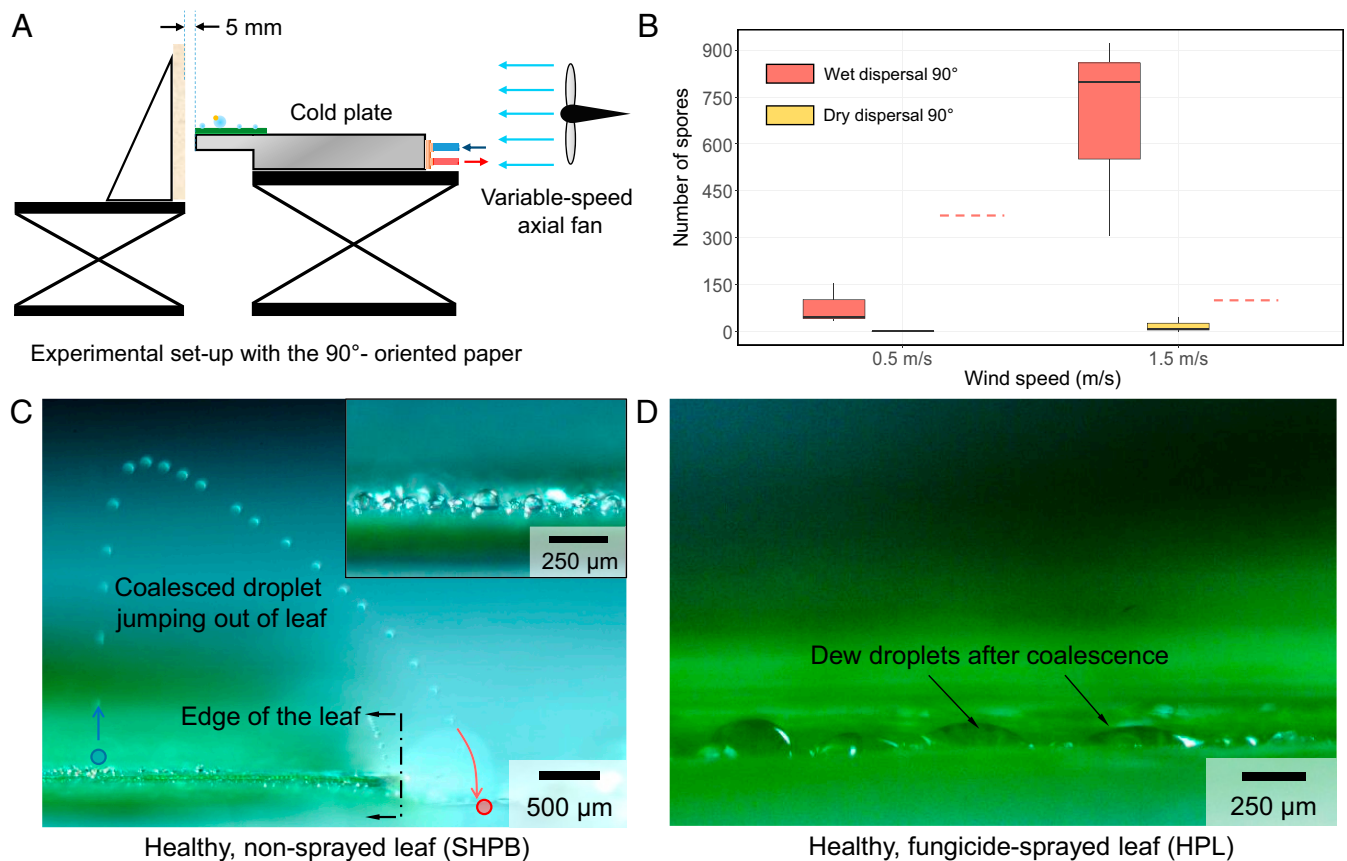 A
5 mm
Cold plate
Variable-speed
axial fan
Experimental set-up with the 90°- oriented paper
B
Number of spores
900
750
600
450
300
150
0
Wet dispersal 90°
Dry dispersal 90°
0.5 m/s
1.5 m/s
Wind speed (m/s)
C
Coalesced droplet
jumping out of leaf
Edge of the leaf
250 µm
500 µm
Healthy, non-sprayed leaf (SHPB)
D
Dew droplets after coalescence
250 µm
Healthy, fungicide-sprayed leaf (HPL)